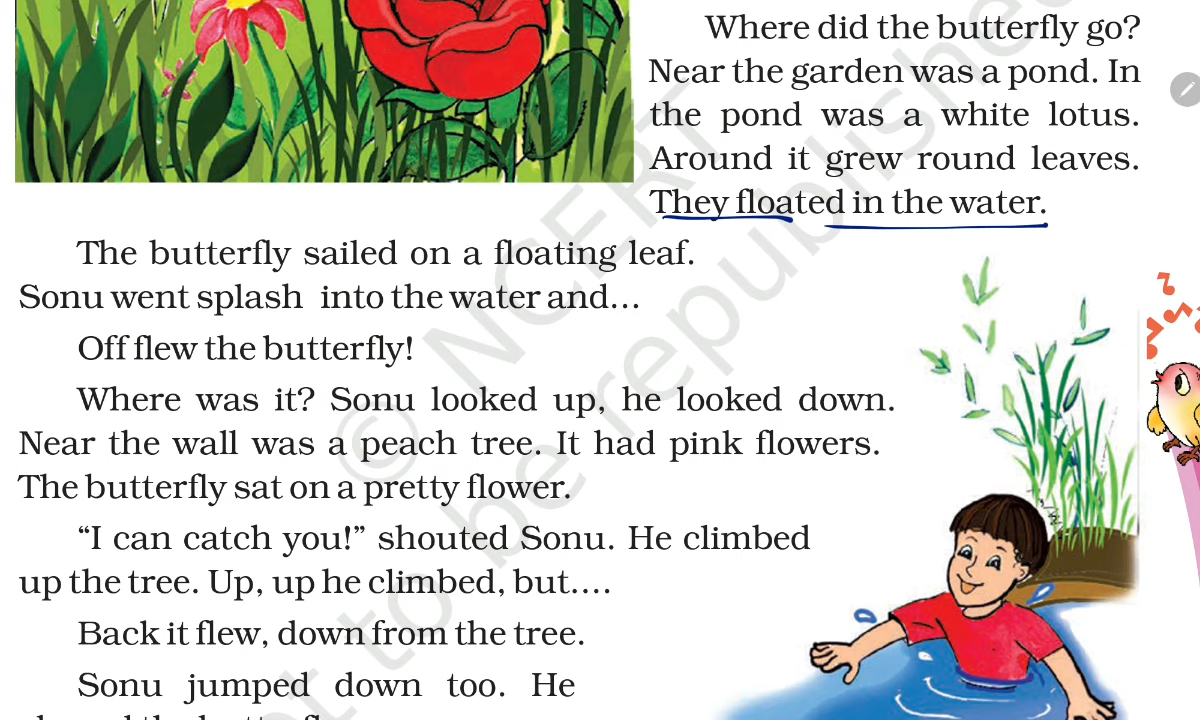 Where did the butterfly go?
Near the garden was a pond. In
the pond was a white lotus.
Around it grew round leaves.
They floated in the water.
The butterfly sailed on a floating leaf.
Sonu went splash into the water and...
Off flew the butterfly!
Where was it? Sonu looked up, he looked down.
Near the wall was a peach tree. It had pink flowers.
The butterfly sat on a pretty flower.
“I can catch you!” shouted Sonu. He climbed
up the tree. Up, up he climbed, but....
Back it flew, down from the tree.
Sonu jumped down too. He
© NCERT
not to be republished